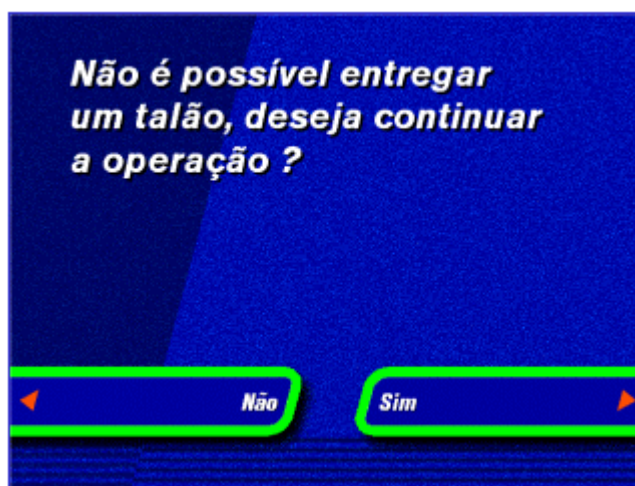 Não é possível entregar
um talão, deseja continuar
a operação ?
Não
Sim